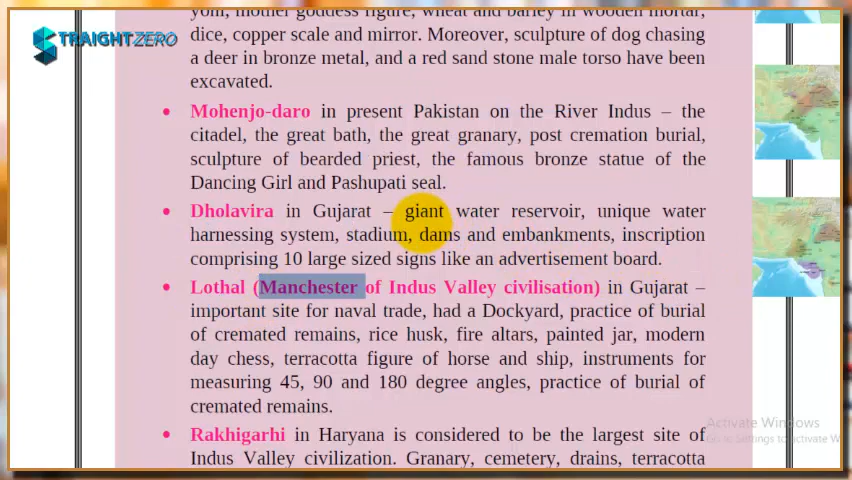 STRAIGHTZERO
yoni, mother goddess figure, wheat and barley in wooden mortar,
dice, copper scale and mirror. Moreover, sculpture of dog chasing
a deer in bronze metal, and a red sand stone male torso have been
excavated.
• Mohenjo-daro in present Pakistan on the River Indus – the
citadel, the great bath, the great granary, post cremation burial,
sculpture of bearded priest, the famous bronze statue of the
Dancing Girl and Pashupati seal.
• Dholavira in Gujarat – giant water reservoir, unique water
harnessing system, stadium, dams and embankments, inscription
comprising 10 large sized signs like an advertisement board.
• Lothal (Manchester of Indus Valley civilisation) in Gujarat –
important site for naval trade, had a Dockyard, practice of burial
of cremated remains, rice husk, fire altars, painted jar, modern
day chess, terracotta figure of horse and ship, instruments for
measuring 45, 90 and 180 degree angles, practice of burial of
cremated remains.
• Rakhigarhi in Haryana is considered to be the largest site of
Indus Valley civilization. Granary, cemetery, drains, terracotta
Activate Windows
Go to Settings to activate W